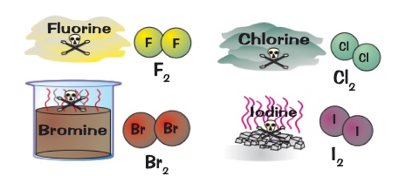 Fluorine
F F
F2
Chlorine
Cl
Cl
Cl2
Bromine
Br Br
Br2
Iodine
I
I
I2